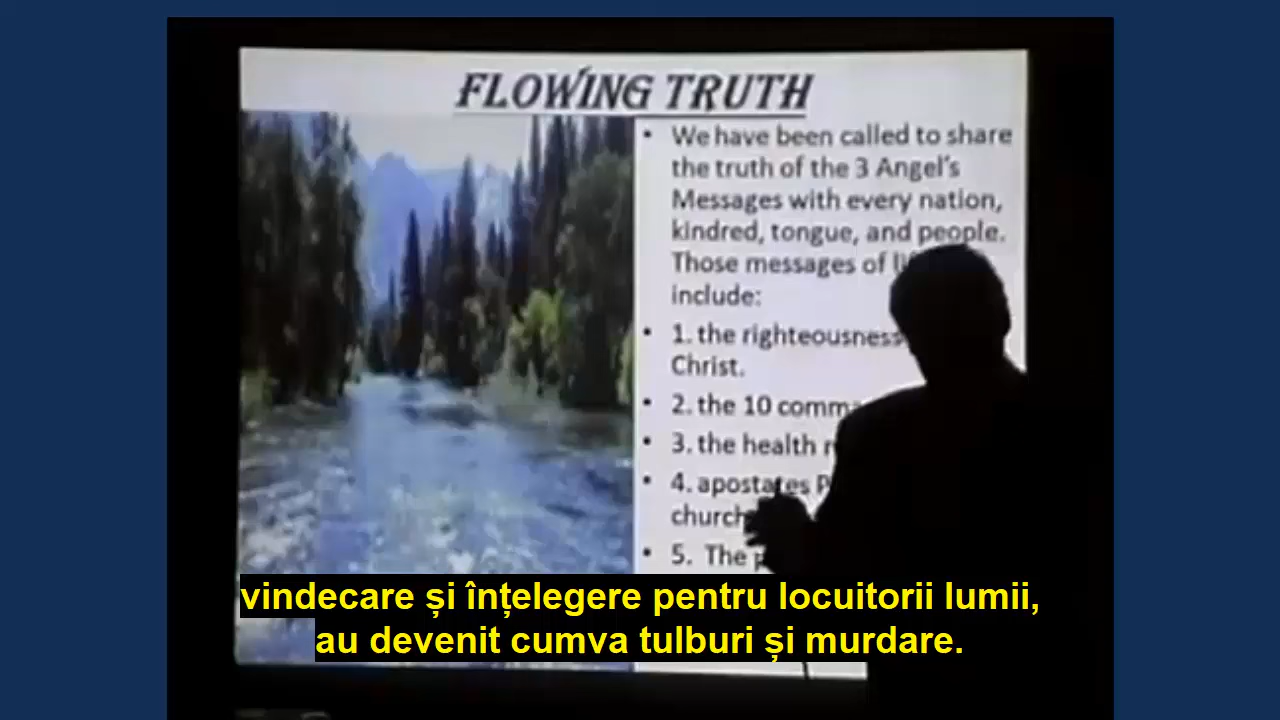 FLOWING TRUTH
• We have been called to share
the truth of the 3 Angel's
Messages with every nation,
kindred, tongue, and people.
Those messages of
include:
• 1. the righteousness
Christ.
• 2. the 10
• 3. the health
• 4. apostates
church
• 5. The
vindecare și înțelegere pentru locuitorii lumii,
au devenit cumva tulburi și murdare.